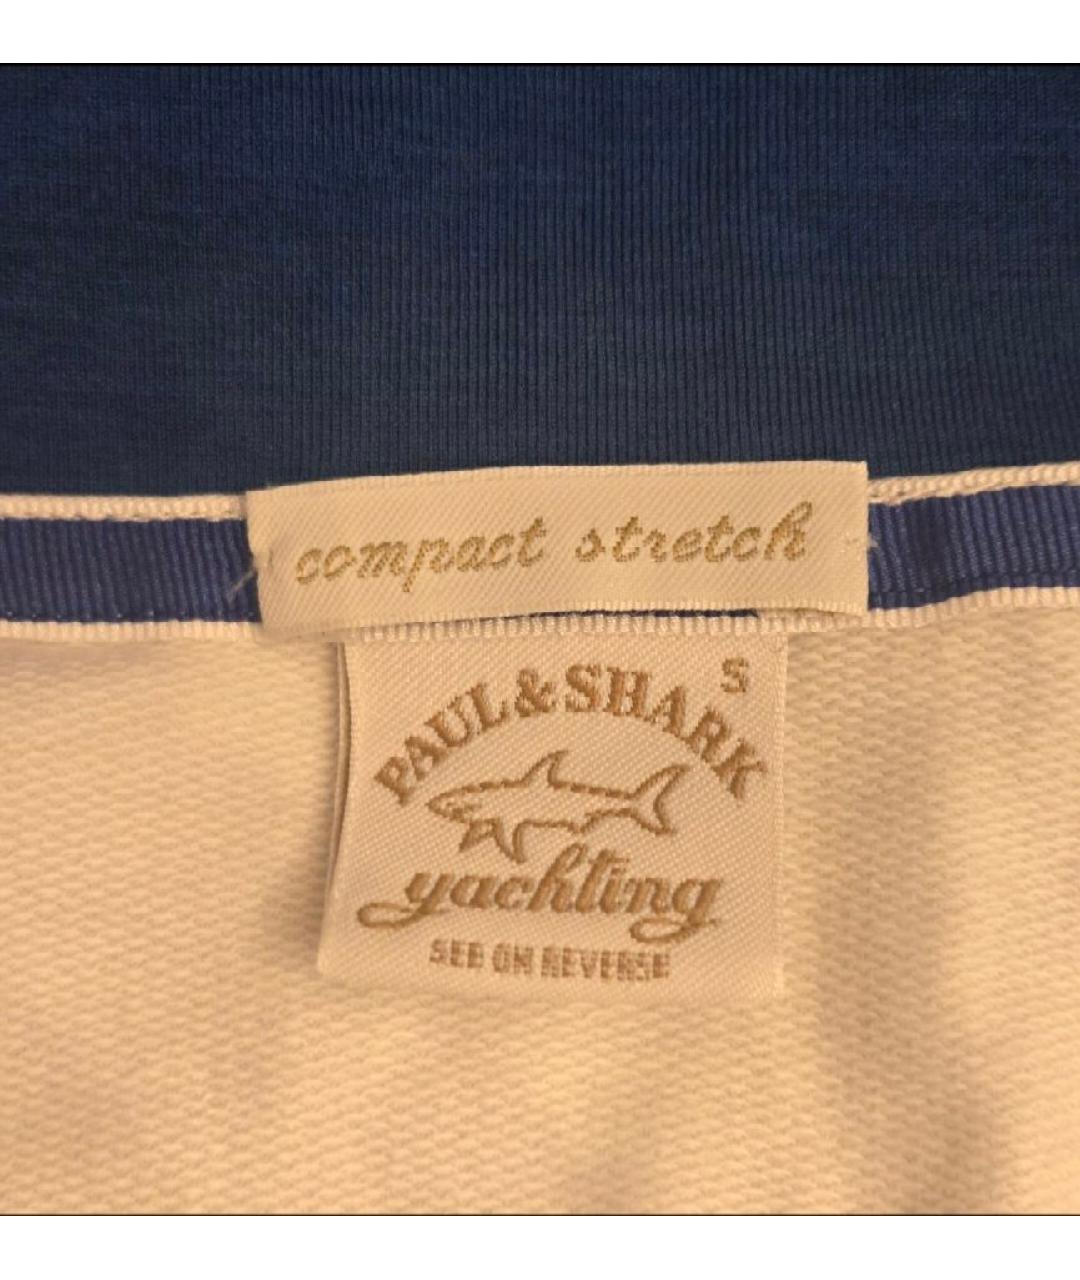 compact stretch
S
PAUL&SHARK
yachting
SEE ON REVERSE